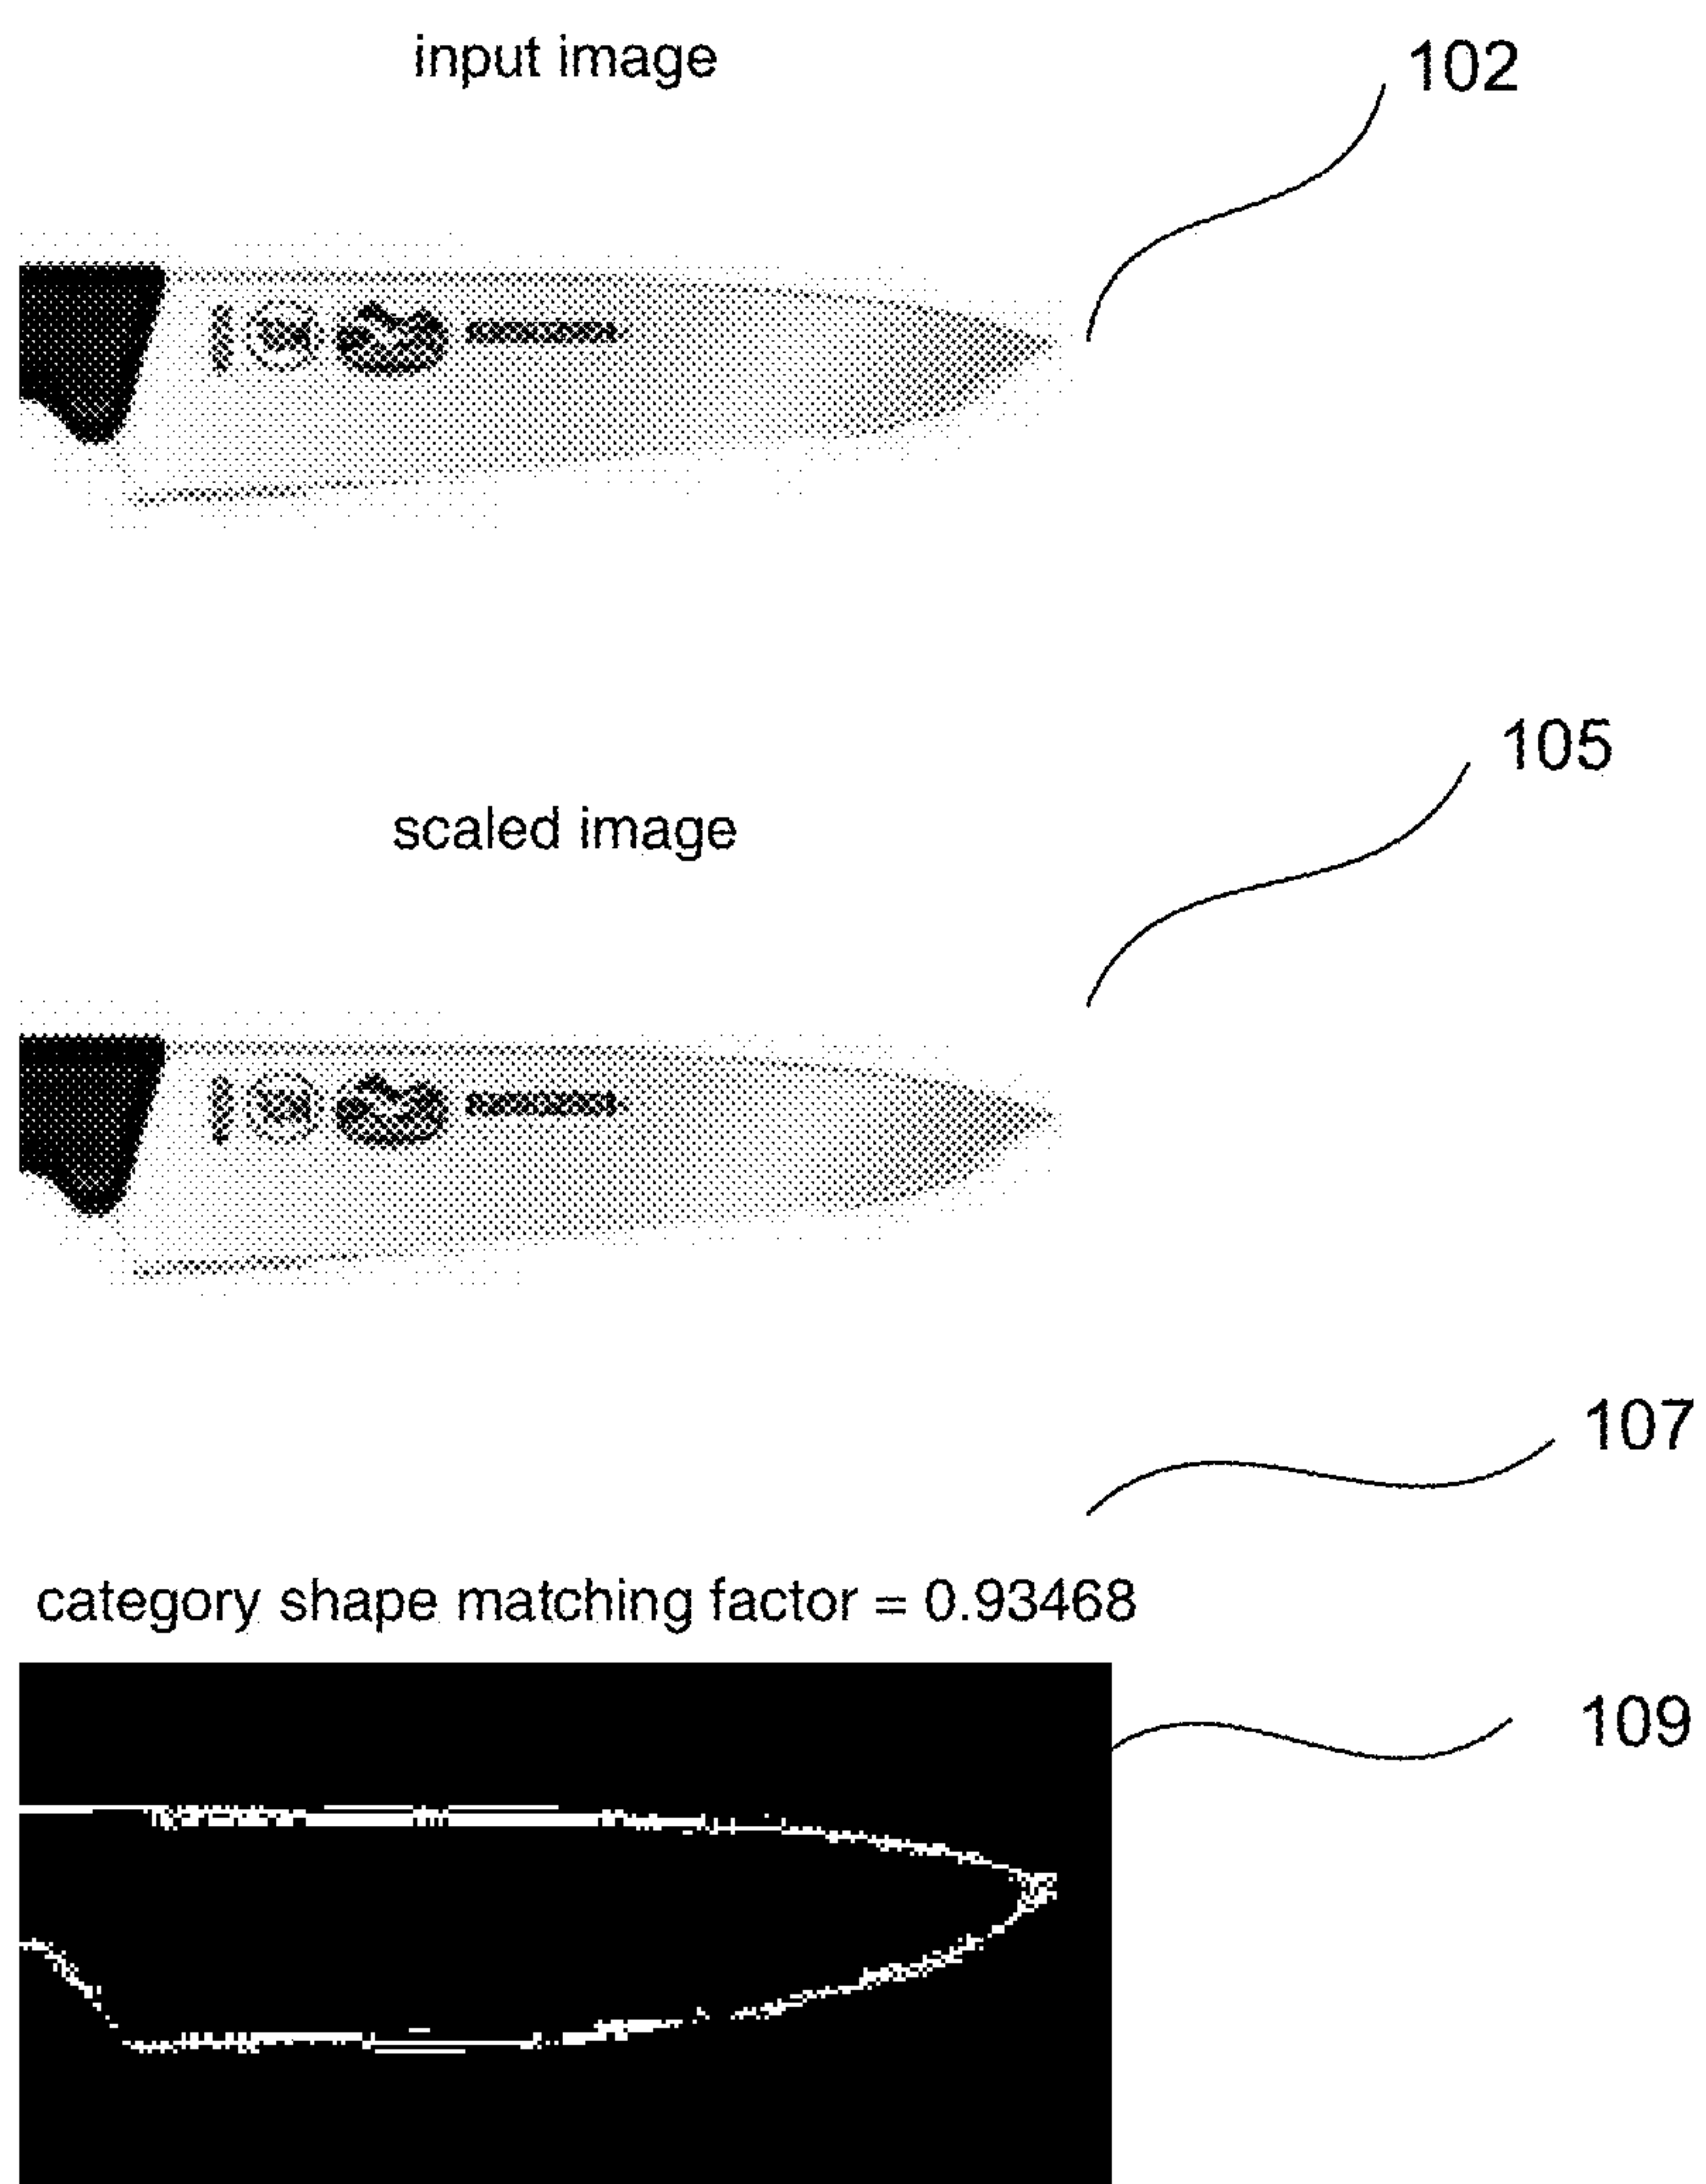 input image
102
105
scaled image
107
category shape matching factor = 0.93468
109